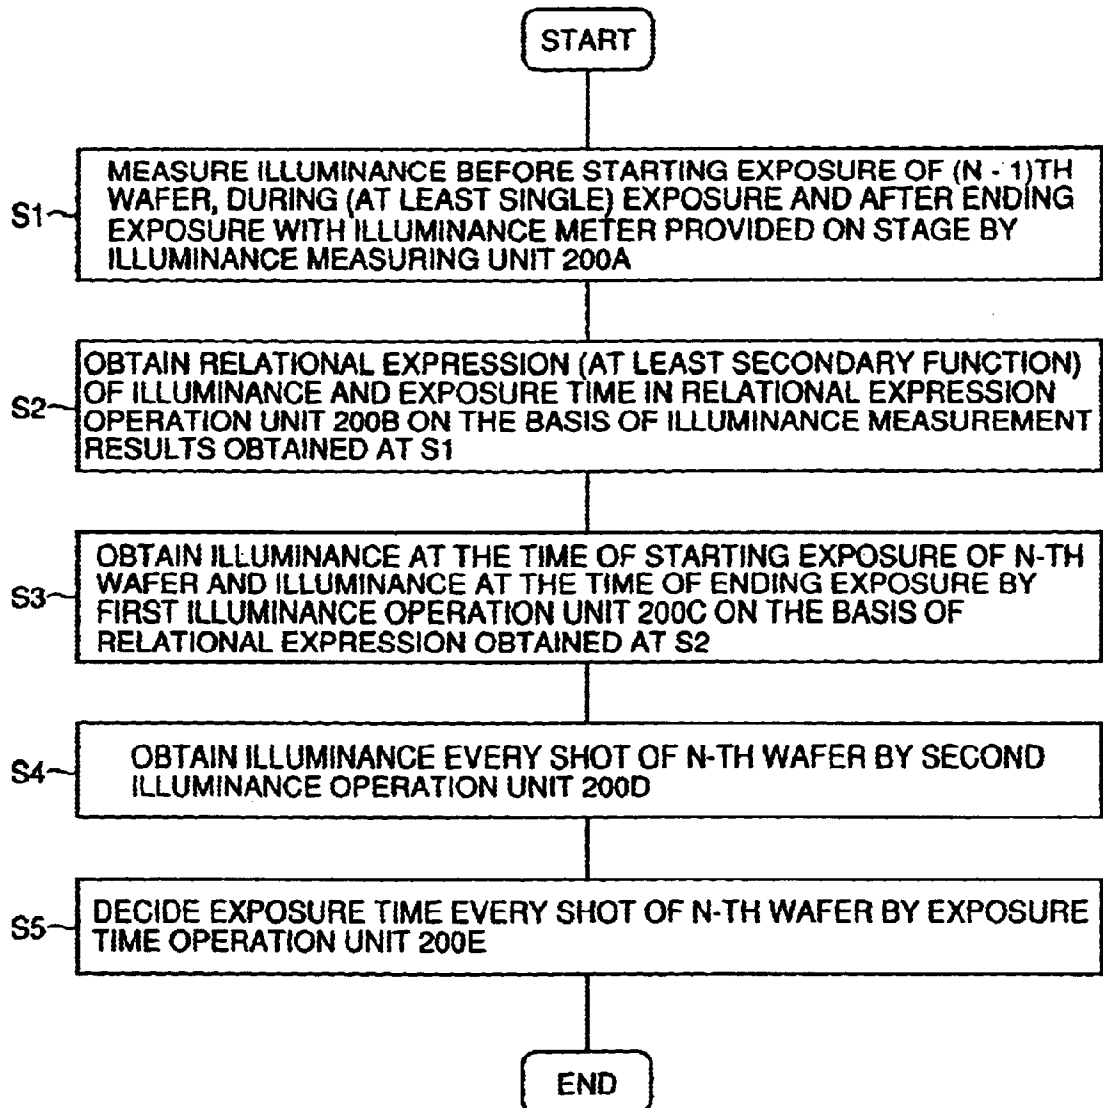 START
S1~
MEASURE ILLUMINANCE BEFORE STARTING EXPOSURE OF (N - 1)TH
WAFER, DURING (AT LEAST SINGLE) EXPOSURE AND AFTER ENDING
EXPOSURE WITH ILLUMINANCE METER PROVIDED ON STAGE BY
ILLUMINANCE MEASURING UNIT 200A
S2~
OBTAIN RELATIONAL EXPRESSION (AT LEAST SECONDARY FUNCTION)
OF ILLUMINANCE AND EXPOSURE TIME IN RELATIONAL EXPRESSION
OPERATION UNIT 200B ON THE BASIS OF ILLUMINANCE MEASUREMENT
RESULTS OBTAINED AT S1
S3~
OBTAIN ILLUMINANCE AT THE TIME OF STARTING EXPOSURE OF N-TH
WAFER AND ILLUMINANCE AT THE TIME OF ENDING EXPOSURE BY
FIRST ILLUMINANCE OPERATION UNIT 200C ON THE BASIS OF
RELATIONAL EXPRESSION OBTAINED AT S2
S4~
OBTAIN ILLUMINANCE EVERY SHOT OF N-TH WAFER BY SECOND
ILLUMINANCE OPERATION UNIT 200D
S5~
DECIDE EXPOSURE TIME EVERY SHOT OF N-TH WAFER BY EXPOSURE
TIME OPERATION UNIT 200E
END